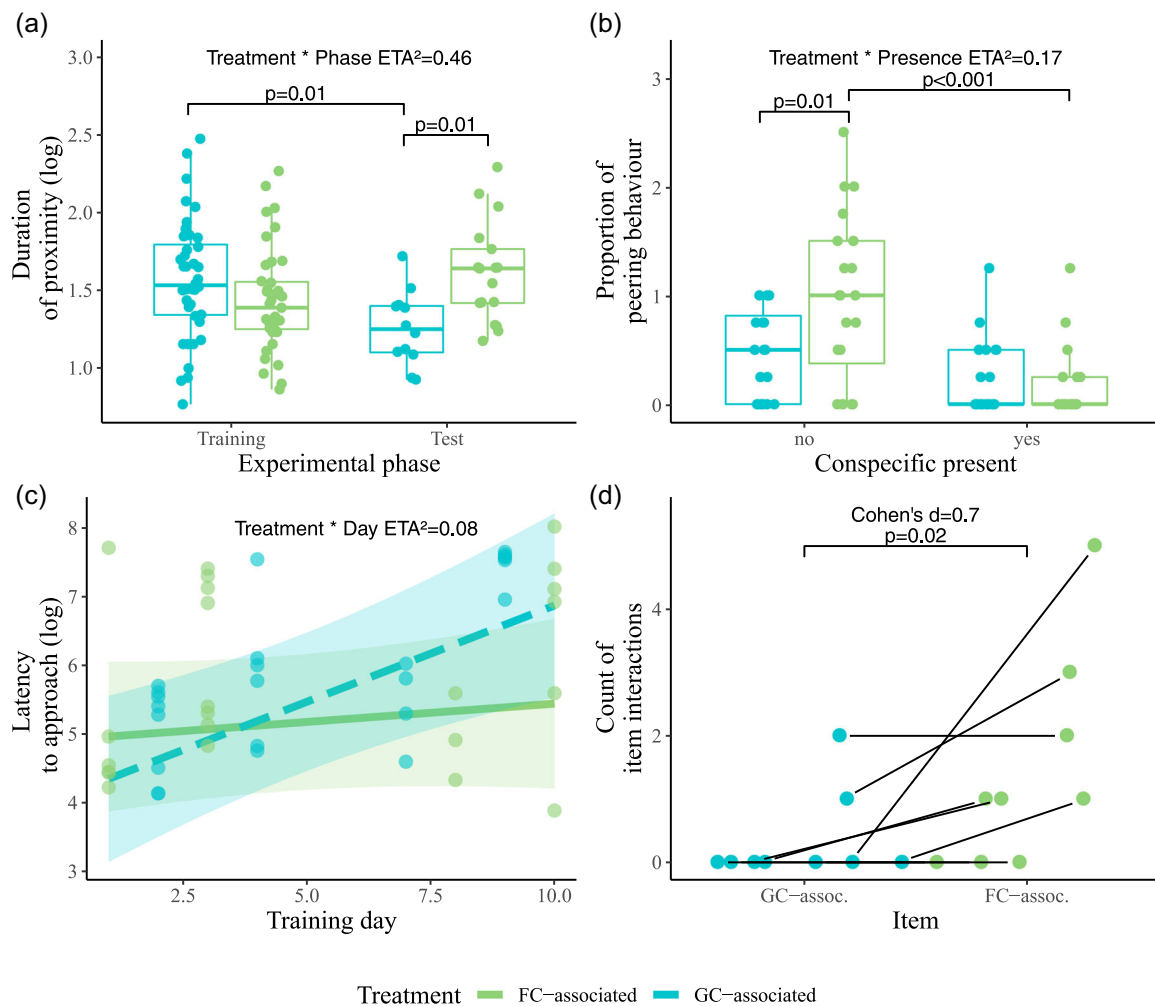 (a)
Treatment * Phase ETA²=0.46
p=0.01
p=0.01
3.0
2.5
2.0
1.5
1.0
Duration
of proximity (log)
Training
Test
Experimental phase
(b)
Treatment * Presence ETA²=0.17
p<0.001
p=0.01
3
2
1
0
Proportion of
peering behaviour
no
yes
Conspecific present
(c)
Treatment * Day ETA²=0.08
8
7
6
5
4
3
Latency
to approach (log)
2.5
5.0
7.5
10.0
Training day
(d)
Cohen's d=0.7
p=0.02
4
2
0
Count of
item interactions
GC−assoc.
FC−assoc.
Item
Treatment
FC−associated
GC−associated